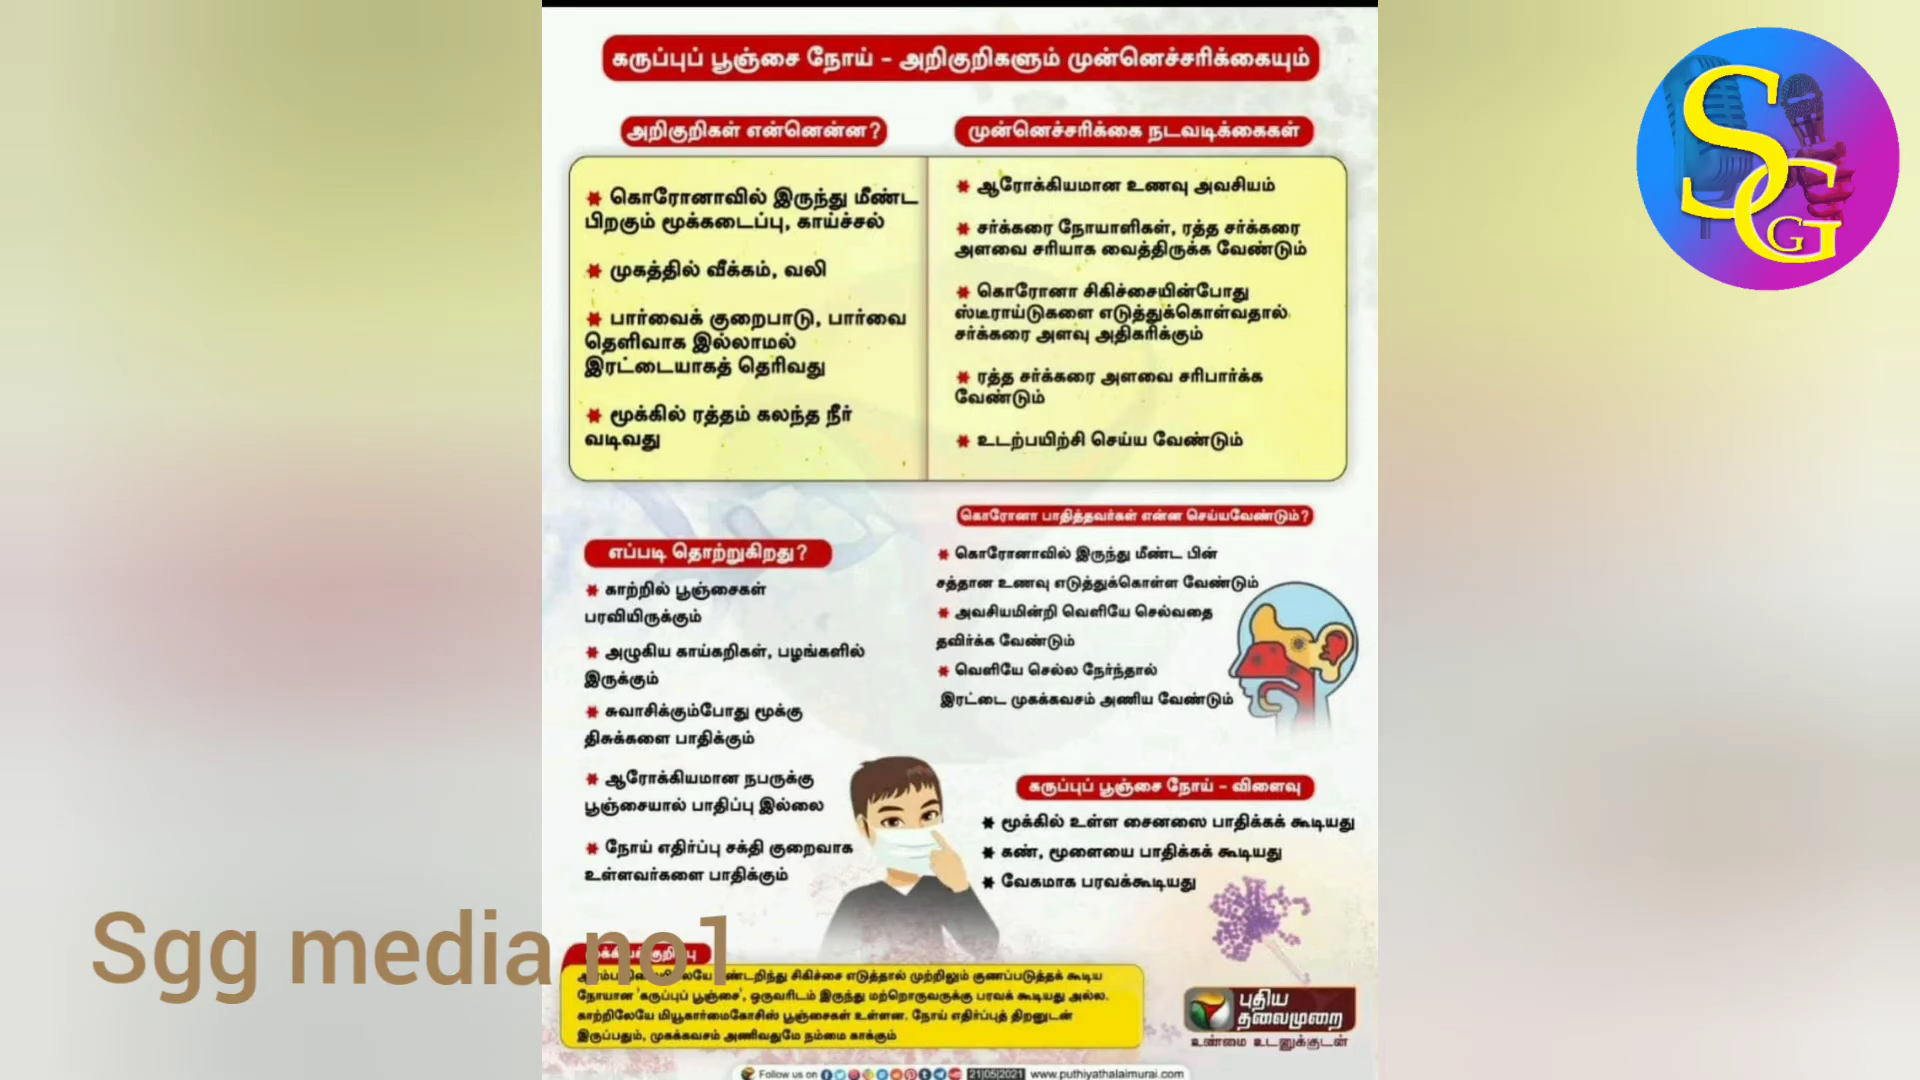 கருப்புப் பூஞ்சை நோய் - அறிகுறிகளும் முன்னெச்சரிக்கையும்
அறிகுறிகள் என்னென்ன?
கொரோனாவில் இருந்து மீண்ட
பிறகும் மூக்கடைப்பு, காய்ச்சல்
முகத்தில் வீக்கம், வலி
பார்வைக் குறைபாடு, பார்வை
தெளிவாக இல்லாமல்
இரட்டையாகத் தெரிவது
மூக்கில் ரத்தம் கலந்த நீர்
வடிவது
முன்னெச்சரிக்கை நடவடிக்கைகள்
ஆரோக்கியமான உணவு அவசியம்
சர்க்கரை நோயாளிகள், ரத்த சர்க்கரை
அளவை சரியாக வைத்திருக்க வேண்டும்
கொரோனா சிகிச்சையின்போது
ஸ்டீராய்டுகளை எடுத்துக்கொள்வதால்
சர்க்கரை அளவு அதிகரிக்கும்
ரத்த சர்க்கரை அளவை சரிபார்க்க
வேண்டும்
உடற்பயிற்சி செய்ய வேண்டும்
எப்படி தொற்றுகிறது?
காற்றில் பூஞ்சைகள்
பரவியிருக்கும்
அழுகிய காய்கறிகள், பழங்களில்
இருக்கும்
சுவாசிக்கும்போது மூக்கு
திசுக்களை பாதிக்கும்
ஆரோக்கியமான நபருக்கு
பூஞ்சையால் பாதிப்பு இல்லை
நோய் எதிர்ப்பு சக்தி குறைவாக
உள்ளவர்களை பாதிக்கும்
கொரோனா பாதித்தவர்கள் என்ன செய்யவேண்டும்?
கொரோனாவில் இருந்து மீண்ட பின்
சத்தான உணவு எடுத்துக்கொள்ள வேண்டும்
அவசியமின்றி வெளியே செல்வதை
தவிர்க்க வேண்டும்
வெளியே செல்ல நேர்ந்தால்
இரட்டை முகக்கவசம் அணிய வேண்டும்
கருப்புப் பூஞ்சை நோய் - விளைவு
மூக்கில் உள்ள சைனஸை பாதிக்கக் கூடியது
கண், மூளையை பாதிக்கக் கூடியது
வேகமாக பரவக்கூடியது
Sgg media no1
சிகிச்சை எடுத்தால் முற்றிலும் குணப்படுத்தக் கூடிய
நோயான 'கருப்புப் பூஞ்சை', ஒருவரிடம் இருந்து மற்றொருவருக்கு பரவக் கூடியது அல்ல.
காற்றிலேயே மியூகார்மைகோசிஸ் பூஞ்சைகள் உள்ளன. நோய் எதிர்ப்புத் திறனுடன்
இருப்பதும், முகக்கவசம் அணிவதுமே நம்மை காக்கும்
புதிய
தலைமுறை
உண்மை உடனுக்குடன்
Follow us on 21|05|2021 www.puthiyathalaimurai.com
SGG